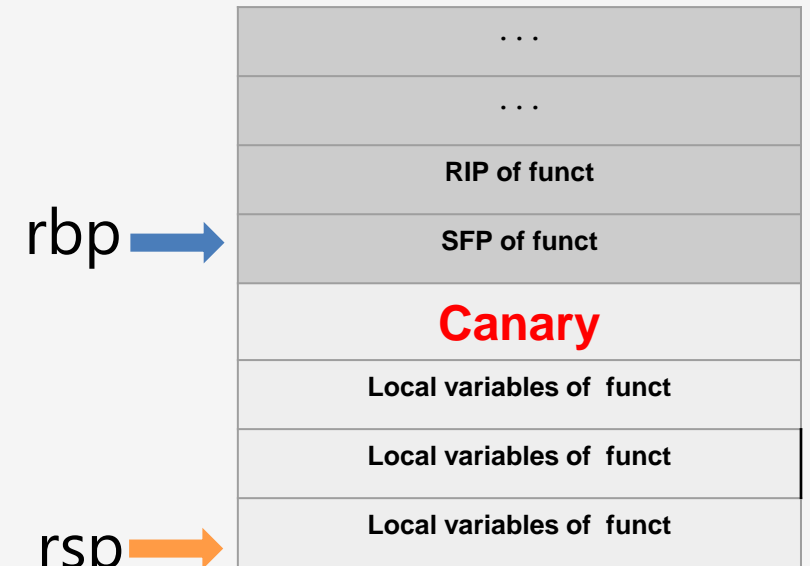 . . .
. . .
RIP of funct
rbp
SFP of funct
Canary
Local variables of funct
Local variables of funct
Local variables of funct
rsp